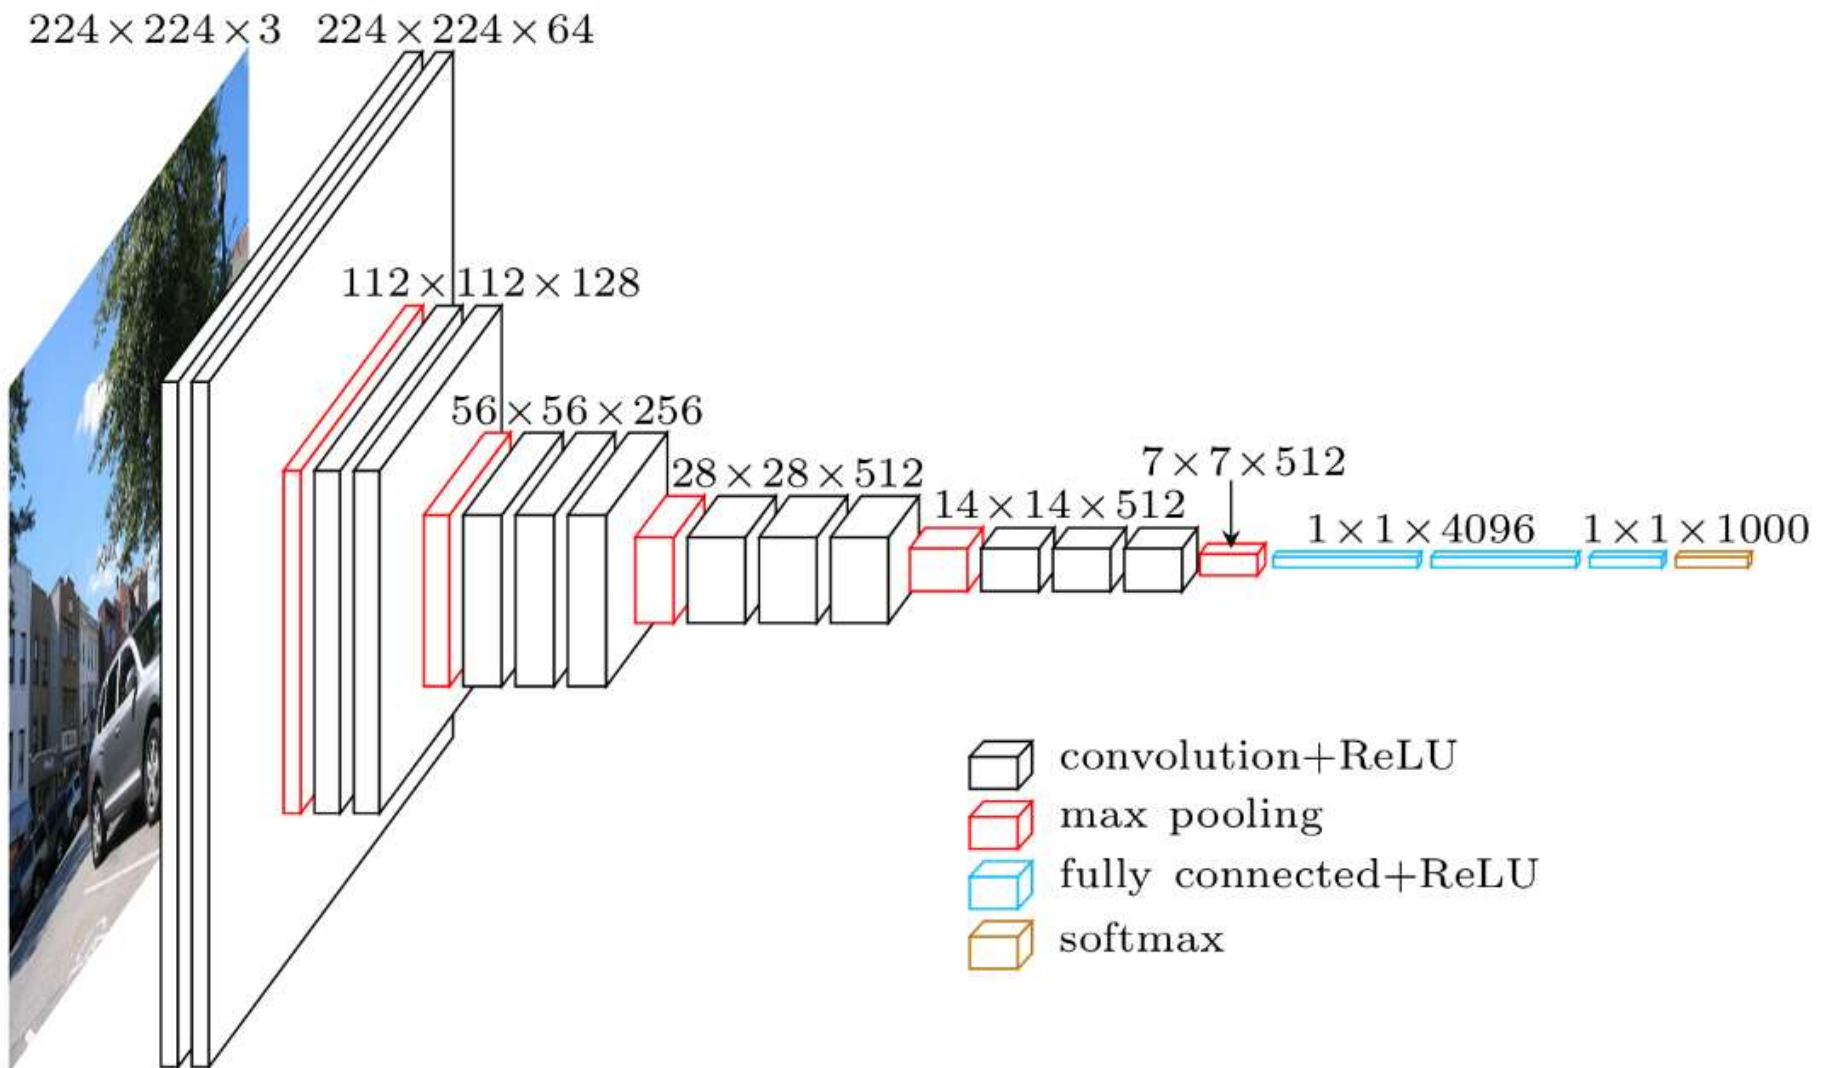 224×224×3
224×224×64
112×112×128
56×56×256
28×28×512
14×14×512
7×7×512
1×1×4096
1×1×1000
convolution+ReLU
max pooling
fully connected+ReLU
softmax